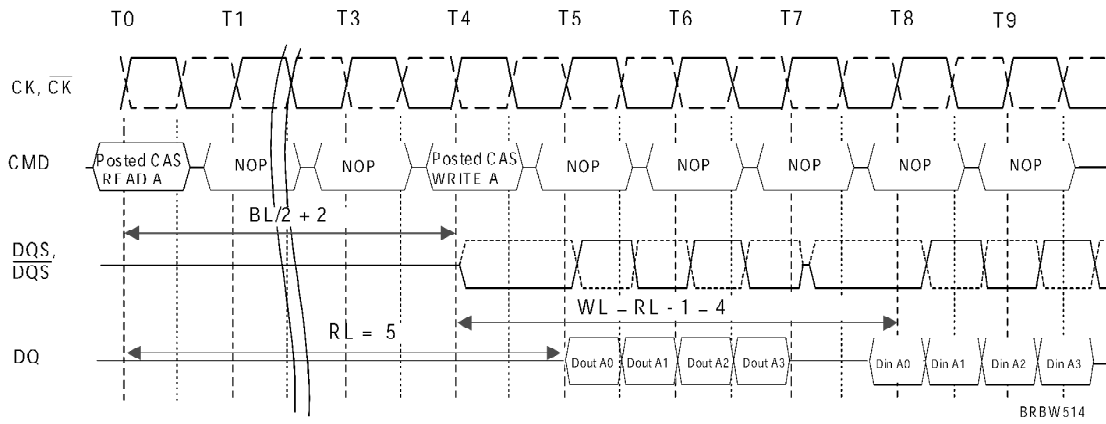 T0 T1 T3 T4 T5 T6 T7 T8 T9
CK, CK
CMD
Posted CAS
READ A
NOP
NOP
Posted CAS
WRITE A
NOP
NOP
NOP
NOP
NOP
BL/2 + 2
DQS,
DQS
WL = RL - 1 = 4
RL = 5
DQ
Dout A0 Dout A1 Dout A2 Dout A3 Din A0 Din A1 Din A2 Din A3
BRBW514